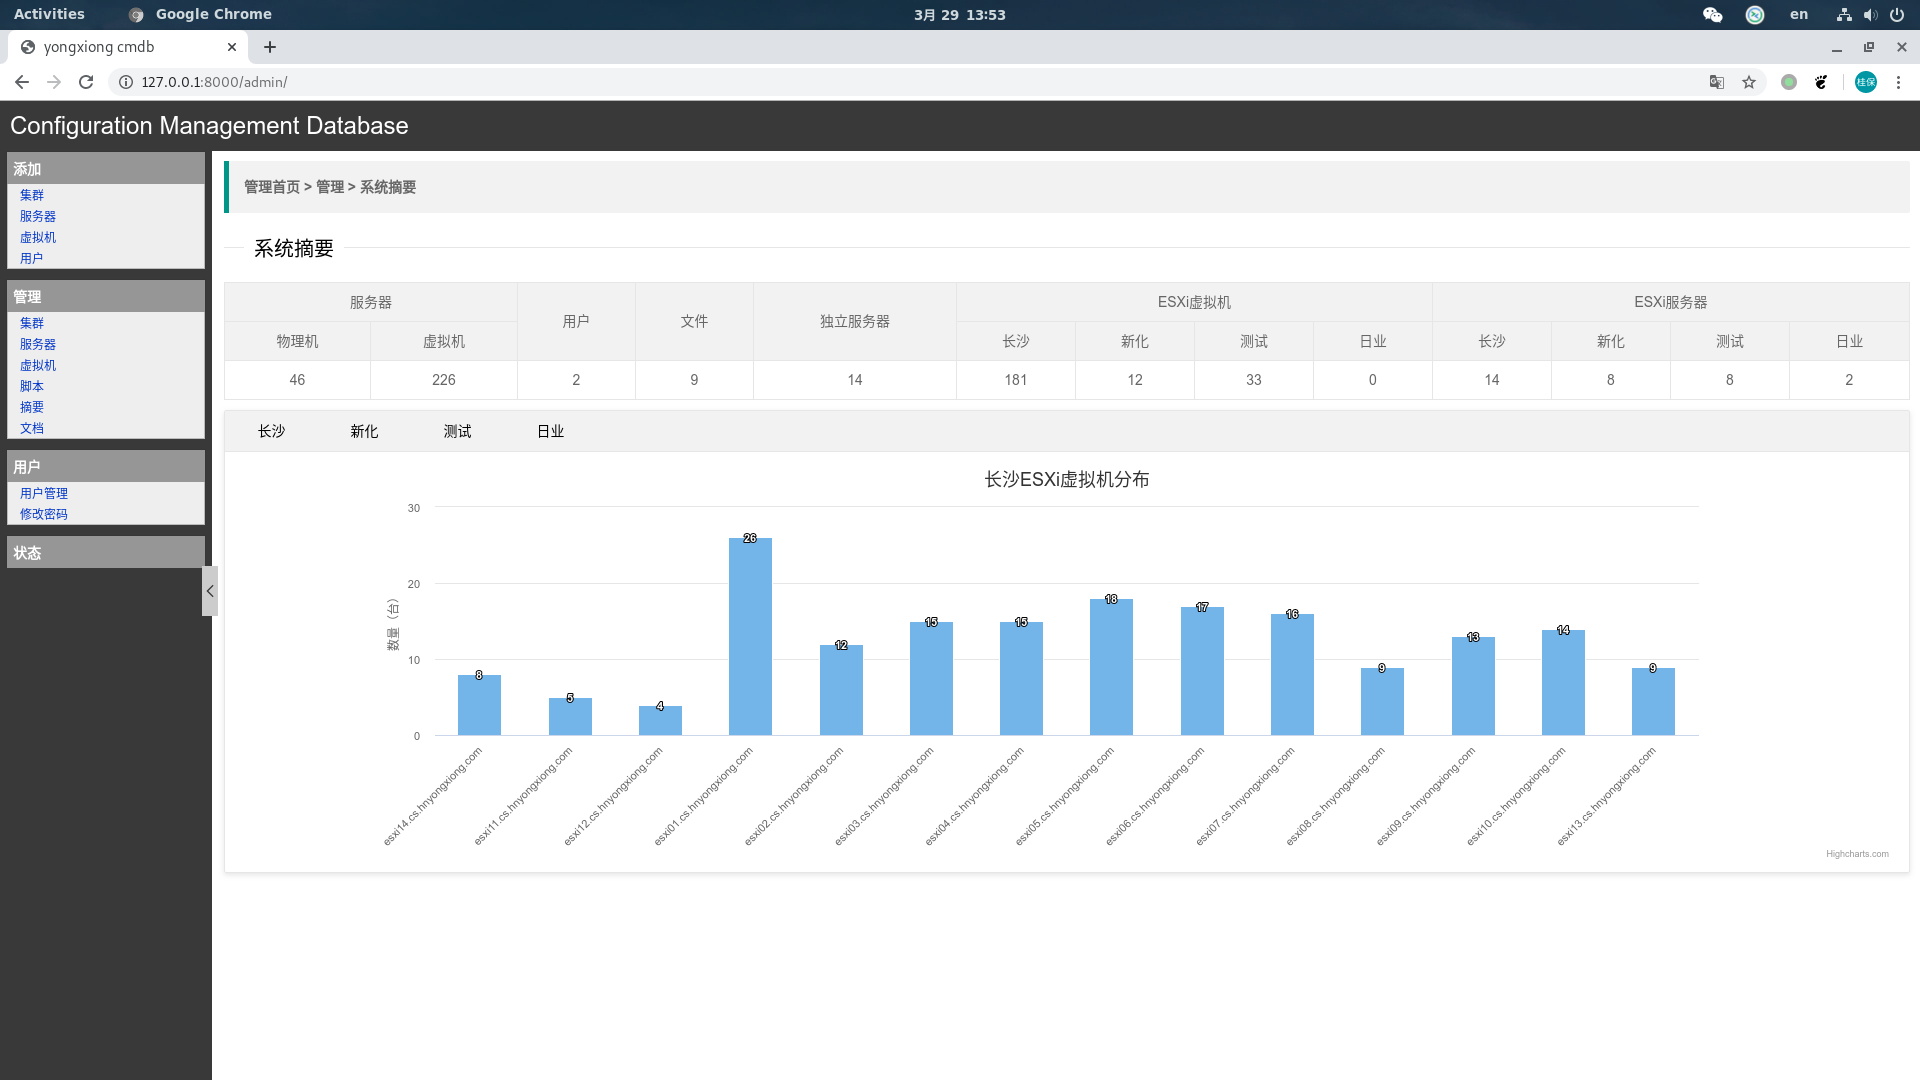 Activities
Google Chrome
3月 29 13:53
en
yongxiong cmdb
127.0.0.1:8000/admin/
桂保
Configuration Management Database
添加
集群
服务器
虚拟机
用户
管理
集群
服务器
虚拟机
脚本
摘要
文档
用户
用户管理
修改密码
状态
管理首页 > 管理 > 系统摘要
系统摘要
服务器 用户 文件 独立服务器 ESXi虚拟机 ESXi服务器
物理机 虚拟机 长沙 新化 测试 日业 长沙 新化 测试 日业
46 226 2 9 14 181 12 33 0 14 8 8 2
长沙 新化 测试 日业
长沙ESXi虚拟机分布
数量（台）
30
20
10
0
8 5 4 26 12 15 15 18 17 16 9 13 14 9
esxi14.cs.hnyongxiong.com
esxi11.cs.hnyongxiong.com
esxi12.cs.hnyongxiong.com
esxi01.cs.hnyongxiong.com
esxi02.cs.hnyongxiong.com
esxi03.cs.hnyongxiong.com
esxi04.cs.hnyongxiong.com
esxi05.cs.hnyongxiong.com
esxi06.cs.hnyongxiong.com
esxi07.cs.hnyongxiong.com
esxi08.cs.hnyongxiong.com
esxi09.cs.hnyongxiong.com
esxi10.cs.hnyongxiong.com
esxi13.cs.hnyongxiong.com
Highcharts.com